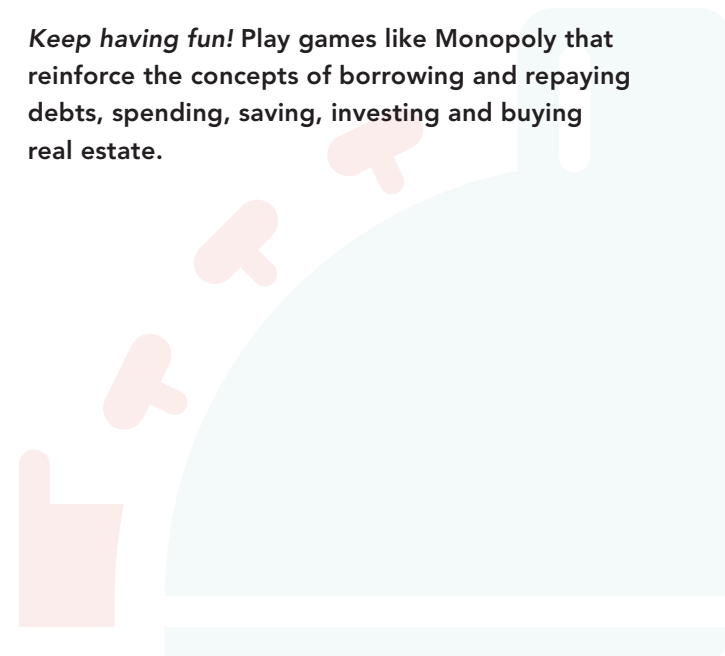 Keep having fun! Play games like Monopoly that
reinforce the concepts of borrowing and repaying
debts, spending, saving, investing and buying
real estate.